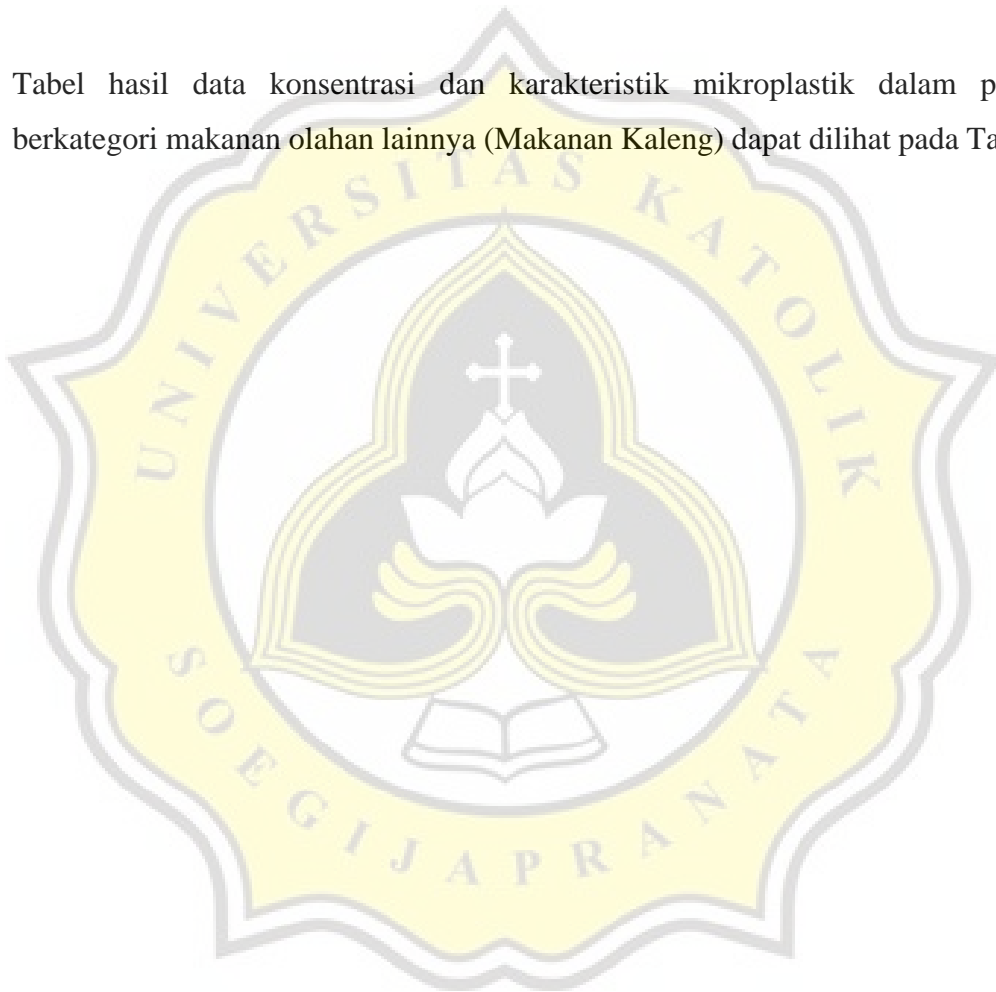 Tabel hasil data konsentrasi dan karakteristik mikroplastik dalam p
berkategori makanan olahan lainnya (Makanan Kaleng) dapat dilihat pada Ta
UNIVERSITAS KATOLIK
SOEGIJAPRANATA